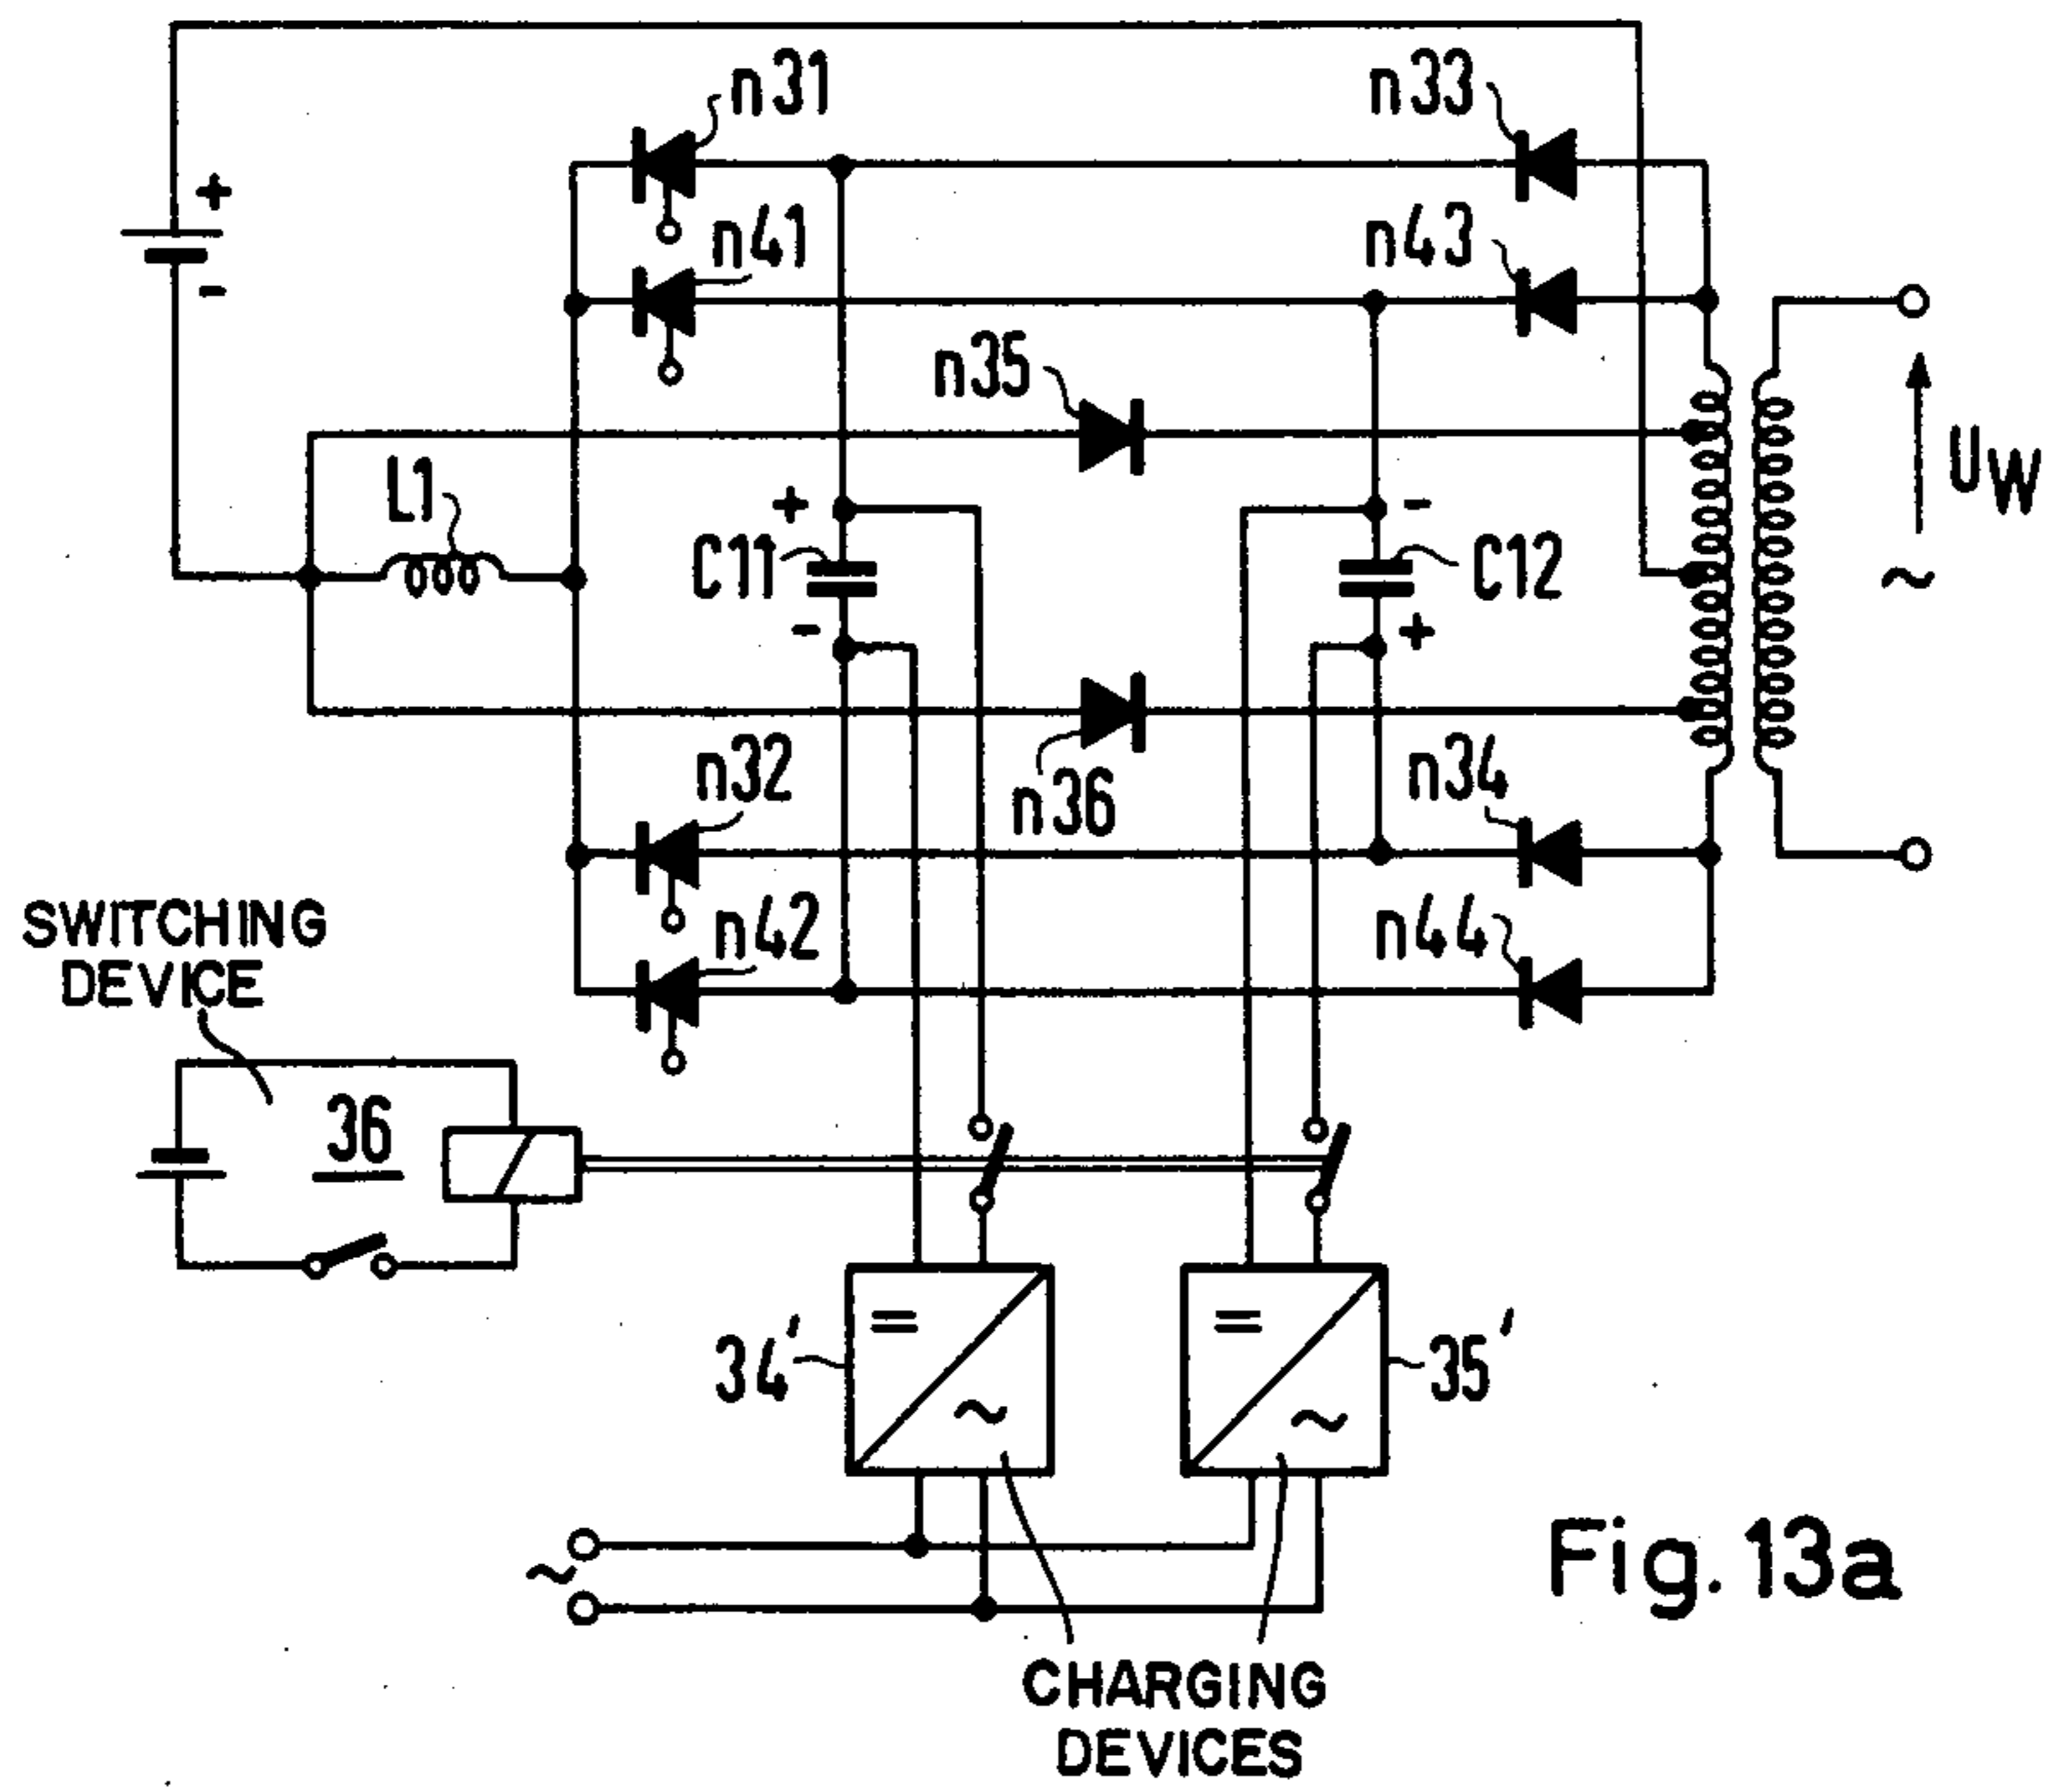 n31
n33
+
n41
n43
-
n35
L1
+
-
UW
C11
C12
~
-
+
n32
n34
n36
n42
n44
SWITCHING
DEVICE
36
=
=
34'
35'
~
~
~
Fig. 13a
CHARGING
DEVICES